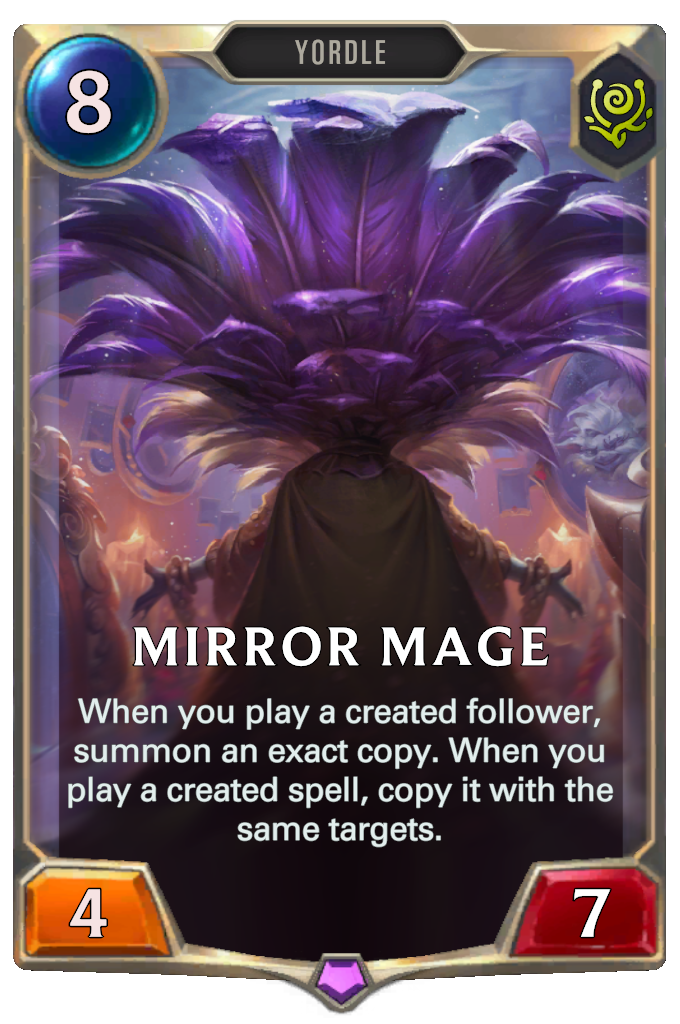 YORDLE
8
MIRROR MAGE
When you play a created follower,
summon an exact copy. When you
play a created spell, copy it with the
same targets.
4
7